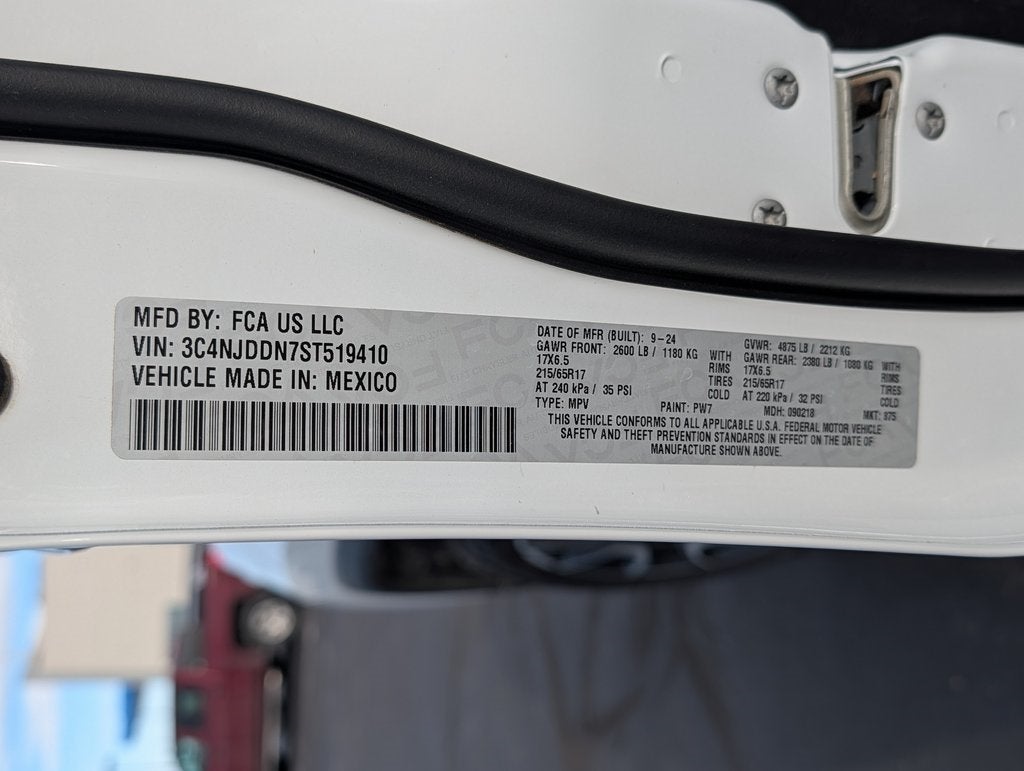 MFD BY: FCA US LLC
VIN: 3C4NJDDN7ST519410
VEHICLE MADE IN: MEXICO
DATE OF MFR (BUILT): 9-24
GAWR FRONT: 2600 LB / 1180 KG WITH
17X6.5 RIMS
215/65R17 TIRES
AT 240 kPa / 35 PSI COLD
TYPE: MPV
GVWR: 4875 LB / 2212 KG
GAWR REAR: 2380 LB / 1080 KG WITH
17X6.5 RIMS
215/65R17 TIRES
AT 220 kPa / 32 PSI COLD
PAINT: PW7 MDH: 090218 MKT: 875
THIS VEHICLE CONFORMS TO ALL APPLICABLE U.S.A. FEDERAL MOTOR VEHICLE
SAFETY AND THEFT PREVENTION STANDARDS IN EFFECT ON THE DATE OF
MANUFACTURE SHOWN ABOVE.